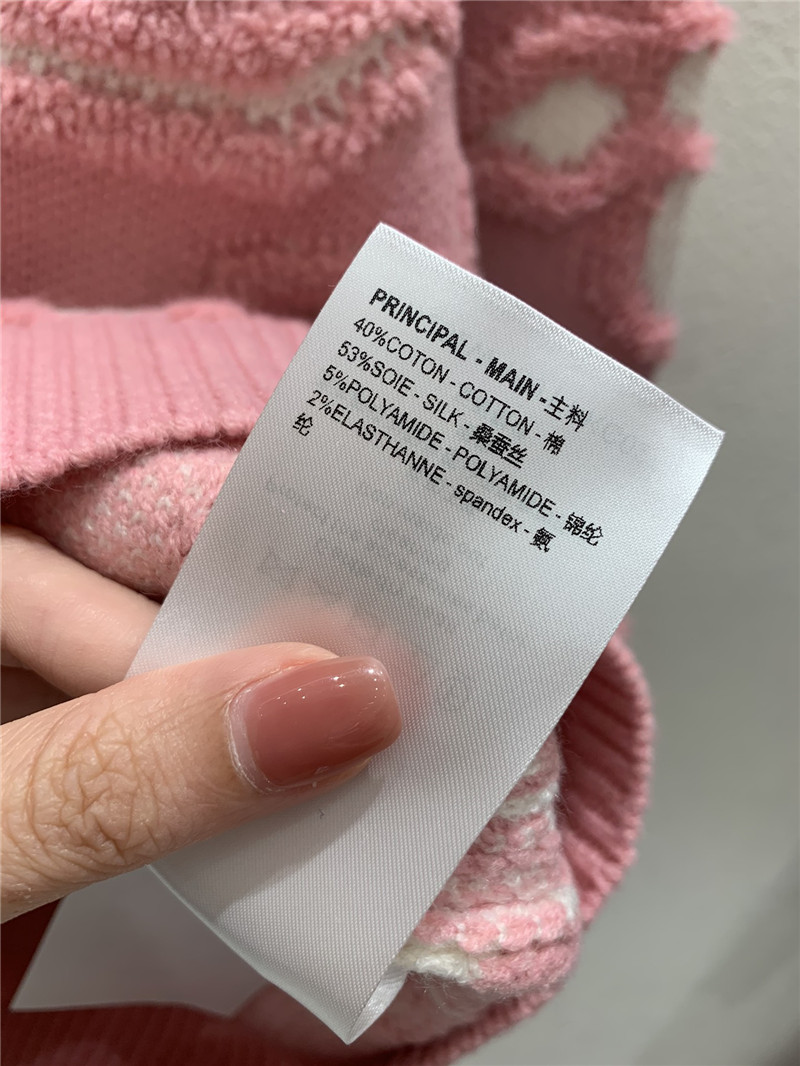 PRINCIPAL - MAIN - 主料
40%COTON - COTTON - 棉
53%SOIE - SILK - 桑蚕丝
5%POLYAMIDE - POLYAMIDE - 锦纶
2%ELASTHANNE - spandex - 氨
纶